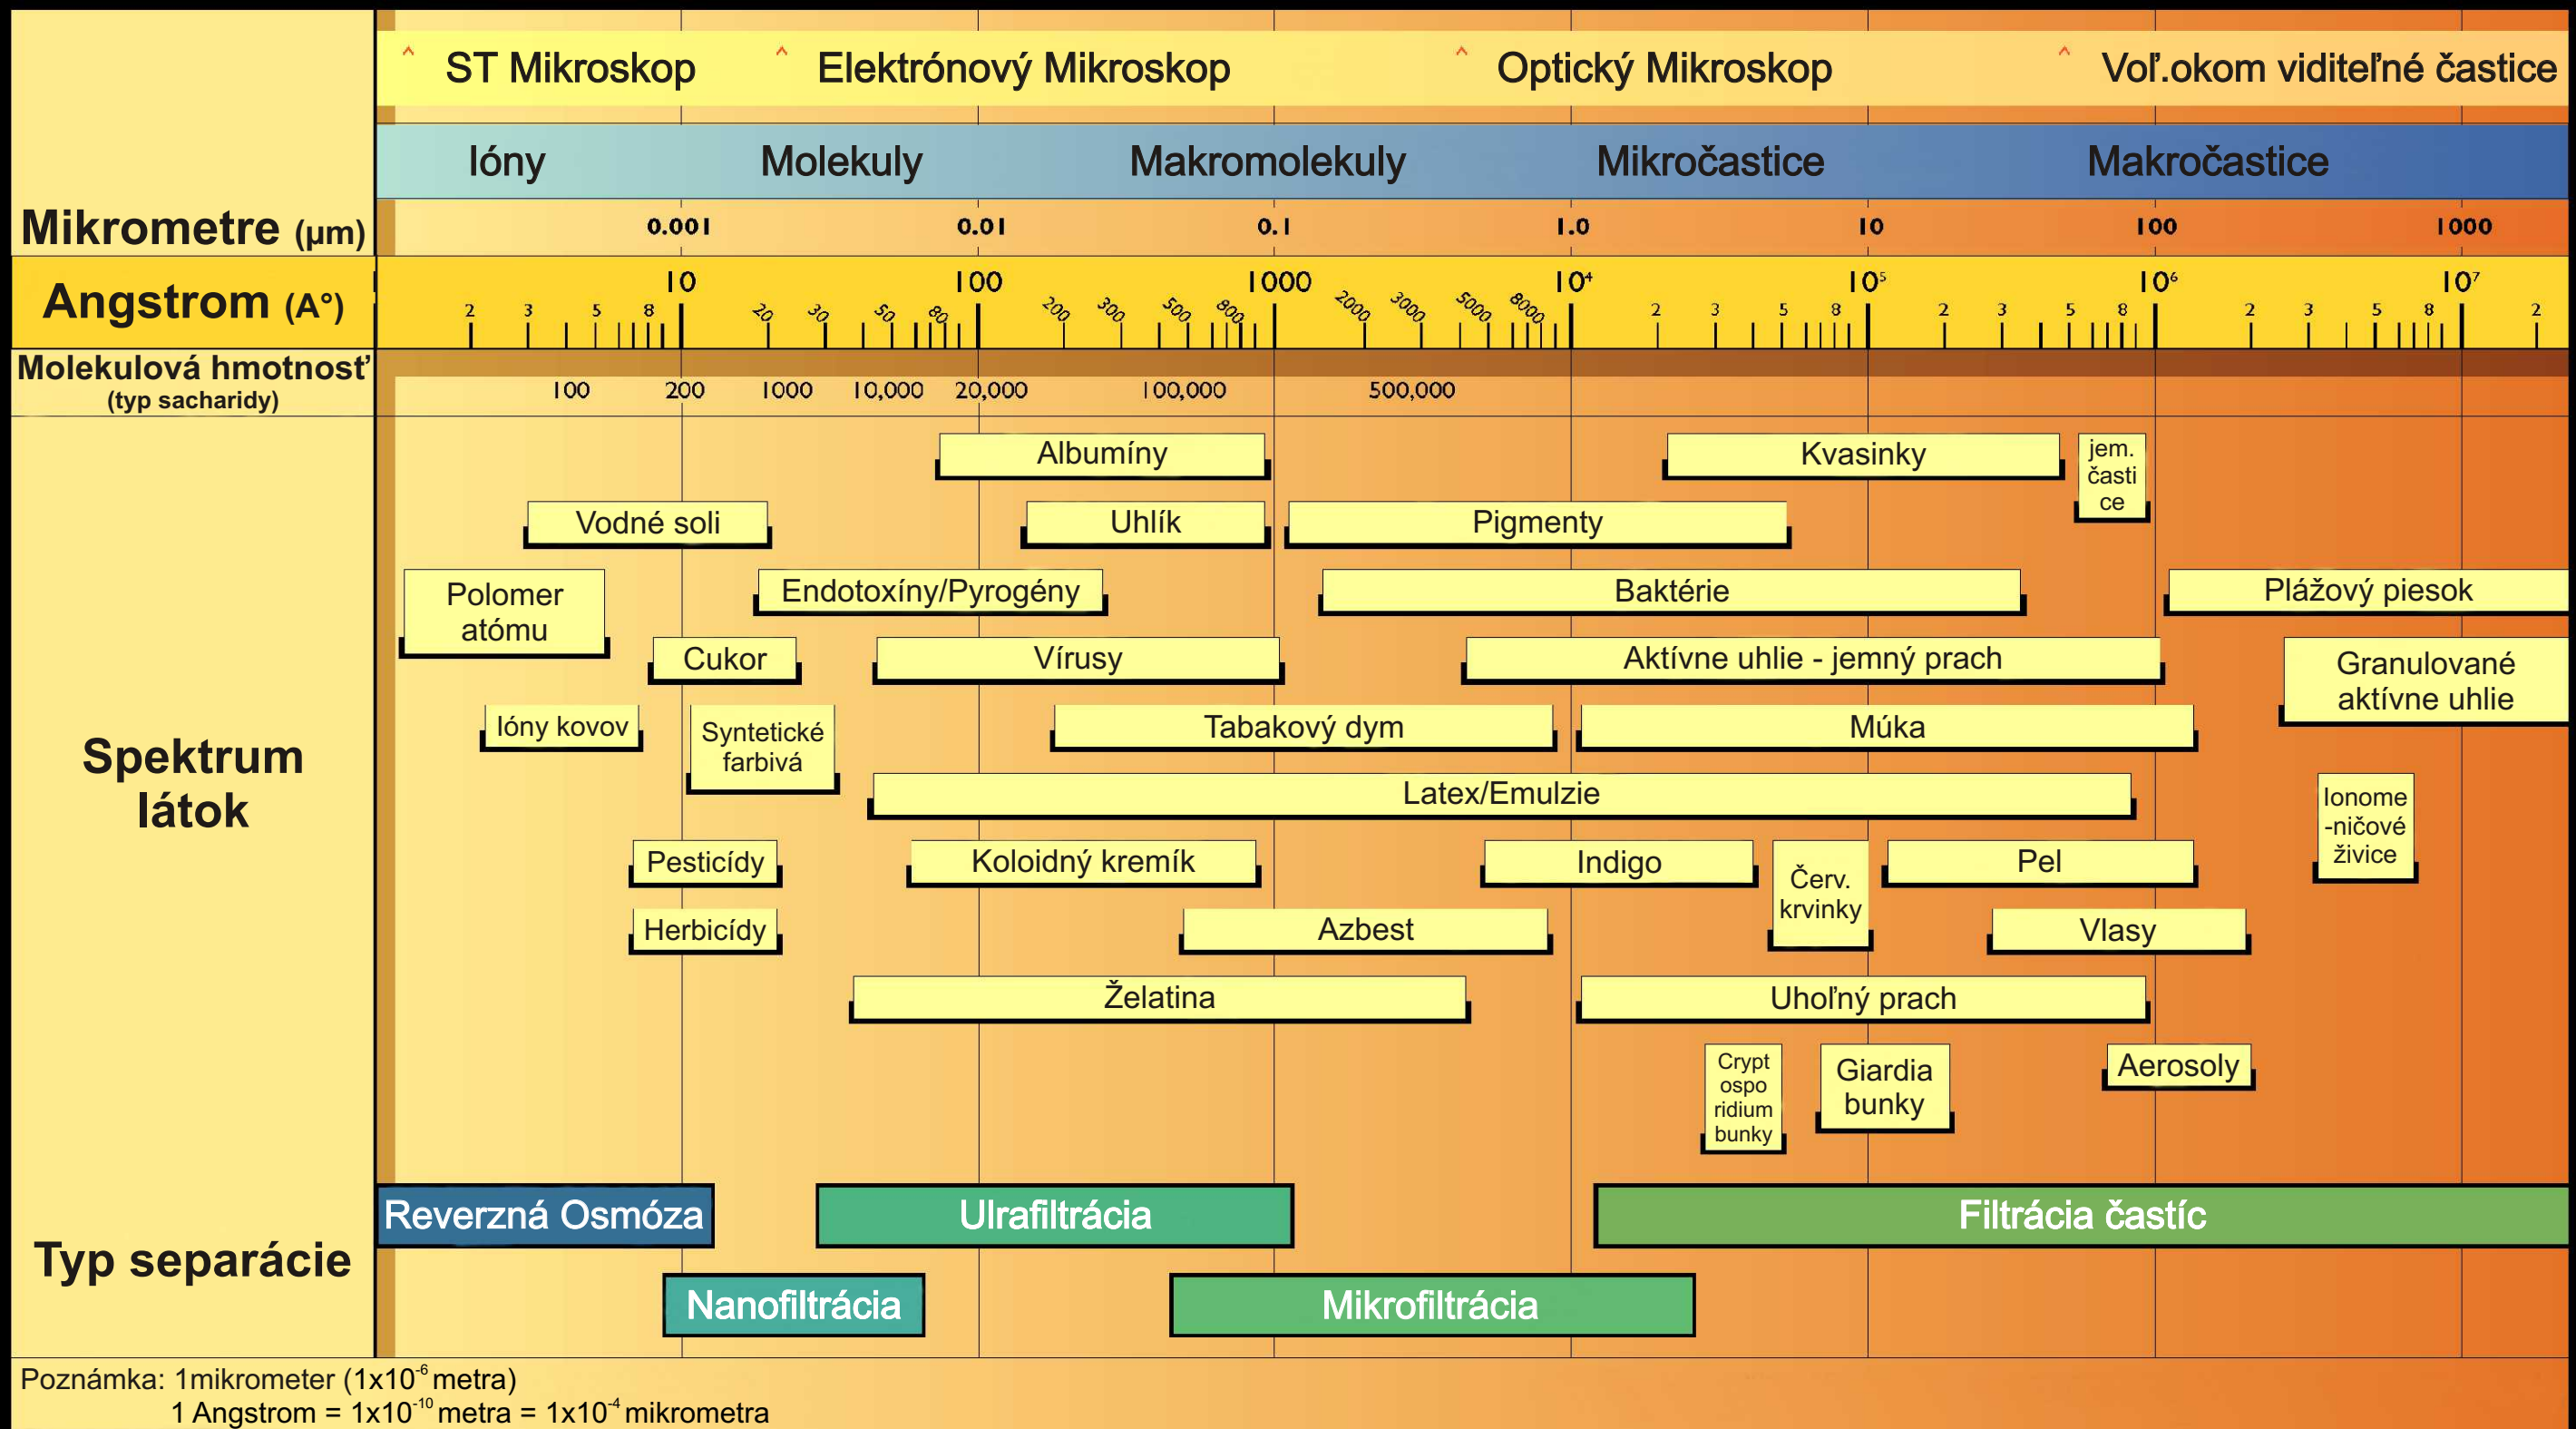 ^ ST Mikroskop ^ Elektrónový Mikroskop ^ Optický Mikroskop ^ Voľ.okom viditeľné častice
Ióny Molekuly Makromolekuly Mikročastice Makročastice
Mikrometre (µm) 0.001 0.01 0.1 1.0 10 100 1000
Angstrom (A°) 10 100 1000 10⁴ 10⁵ 10⁶ 10⁷
2 3 5 8 20 30 50 80 200 300 500 800 2000 3000 5000 8000 2 3 5 8 2 3 5 8 2 3 5 8 2
Molekulová hmotnosť
(typ sacharidy) 100 200 1000 10,000 20,000 100,000 500,000
Spektrum
látok
Albumíny Kvasinky
jem.
časti
ce
Vodné soli Uhlík Pigmenty
Polomer
atómu
Endotoxíny/Pyrogény Baktérie Plážový piesok
Cukor Vírusy Aktívne uhlie - jemný prach
Granulované
aktívne uhlie
Ióny kovov
Syntetické
farbivá
Tabakový dym Múka
Latex/Emulzie
Ionome
-ničové
živice
Pesticídy Koloidný kremík Indigo
Červ.
krvinky
Pel
Herbicídy Azbest Vlasy
Želatina Uhoľný prach
Crypt
ospo
ridium
bunky
Giardia
bunky
Aerosoly
Typ separácie
Reverzná Osmóza Ulrafiltrácia Filtrácia častíc
Nanofiltrácia Mikrofiltrácia
Poznámka: 1mikrometer (1x10⁻⁶ metra)
1 Angstrom = 1x10⁻¹⁰ metra = 1x10⁻⁴ mikrometra